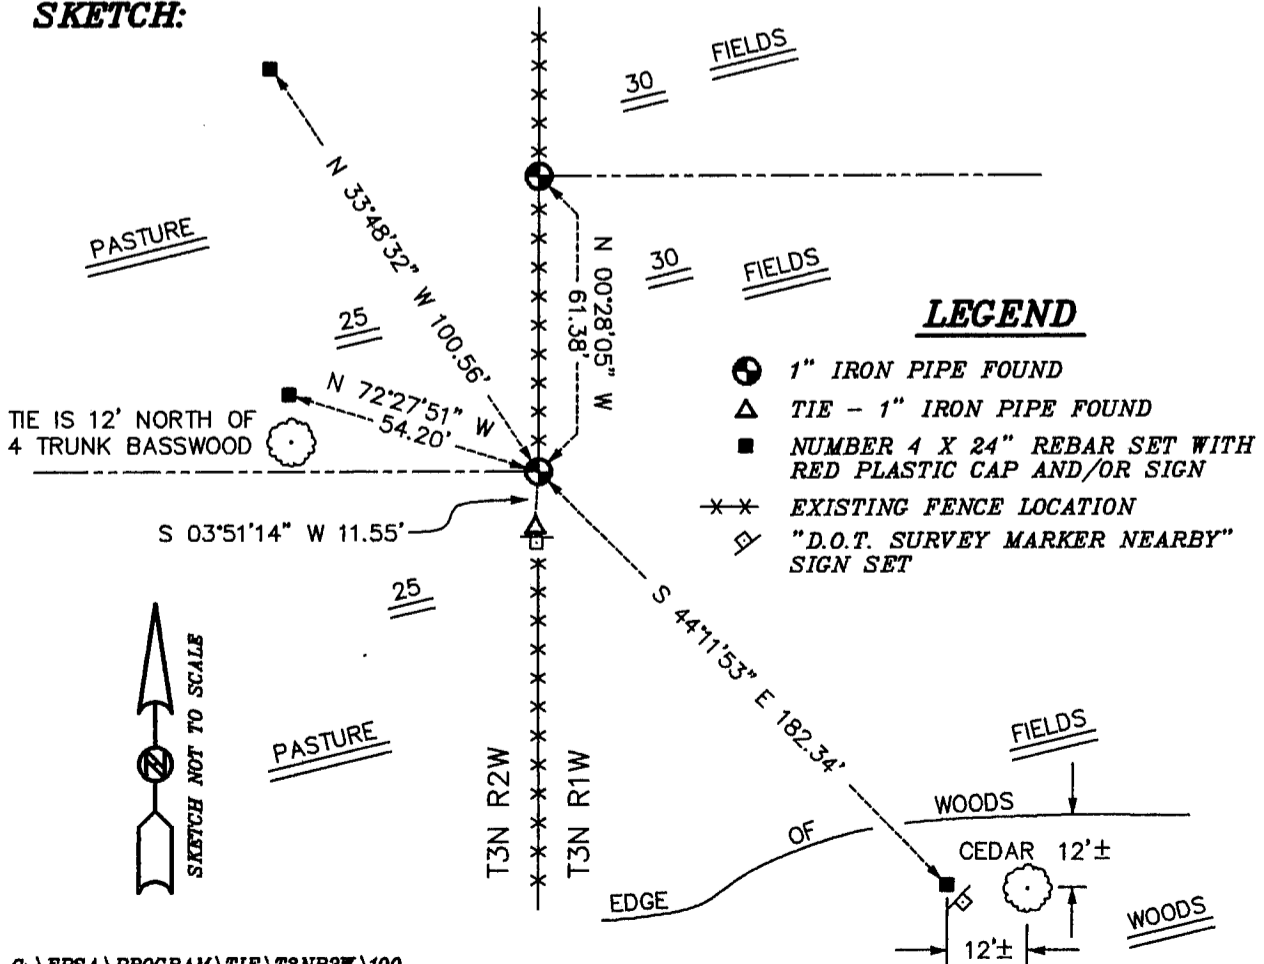 SKETCH:
FIELDS
30
N 33°48'32" W 100.56'
PASTURE
N 00°28'05" W
61.38'
30
FIELDS
25
LEGEND
1" IRON PIPE FOUND
TIE - 1" IRON PIPE FOUND
NUMBER 4 X 24" REBAR SET WITH
RED PLASTIC CAP AND/OR SIGN
EXISTING FENCE LOCATION
"D.O.T. SURVEY MARKER NEARBY"
SIGN SET
N 72°27'51" W
54.20'
TIE IS 12' NORTH OF
4 TRUNK BASSWOOD
S 03°51'14" W 11.55'
25
S 44°11'53" E 182.34'
N
SKETCH NOT TO SCALE
PASTURE
T3N R2W
T3N R1W
FIELDS
EDGE OF WOODS
CEDAR 12'±
WOODS
12'±